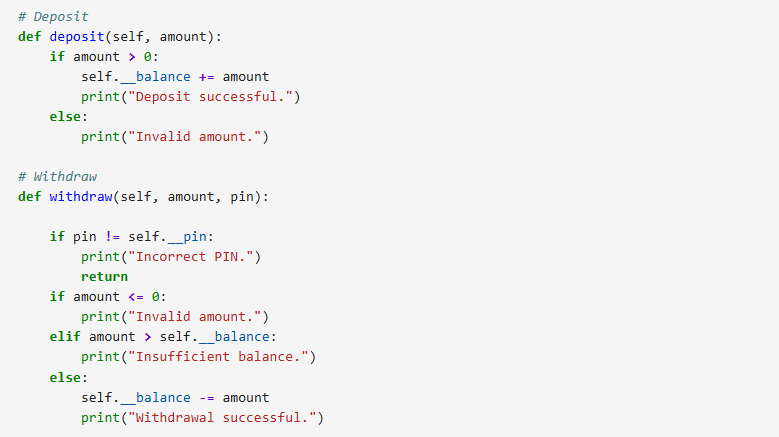 # Deposit
def deposit(self, amount):
    if amount > 0:
        self.__balance += amount
        print("Deposit successful.")
    else:
        print("Invalid amount.")

# Withdraw
def withdraw(self, amount, pin):

    if pin != self.__pin:
        print("Incorrect PIN.")
        return
    if amount <= 0:
        print("Invalid amount.")
    elif amount > self.__balance:
        print("Insufficient balance.")
    else:
        self.__balance -= amount
        print("Withdrawal successful.")